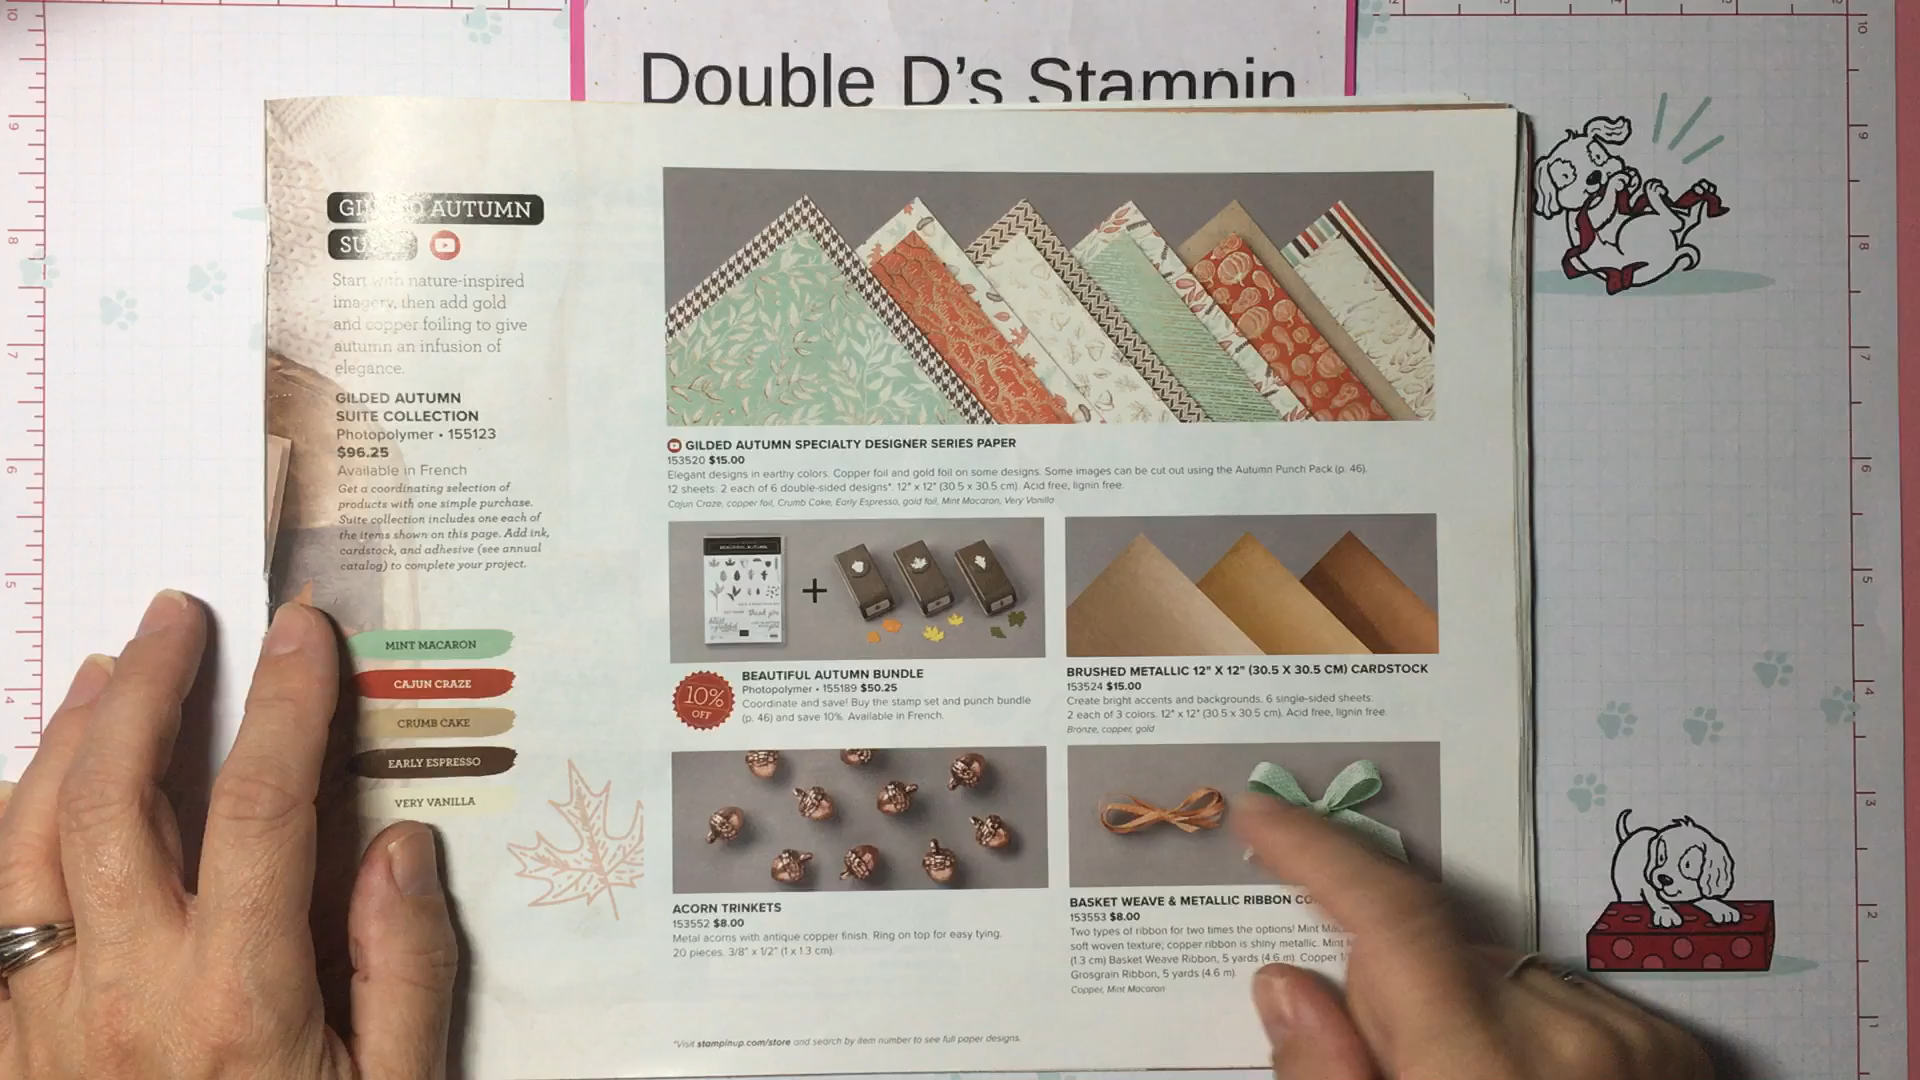 Double D's Stampin
GILDED AUTUMN
Start with nature-inspired
imagery, then add gold
and copper foiling to give
autumn an infusion of
elegance.
GILDED AUTUMN
SUITE COLLECTION
Photopolymer • 155123
$96.25
Available in French
Get a coordinating selection of
products with one simple purchase.
Suite collection includes one each of
the items shown on this page. Add ink,
cardstock, and adhesive (see annual
catalog) to complete your project.
MINT MACARON
CAJUN CRAZE
CRUMB CAKE
EARLY ESPRESSO
VERY VANILLA
GILDED AUTUMN SPECIALTY DESIGNER SERIES PAPER
153520 $15.00
Elegant designs in earthy colors. Copper foil and gold foil on some designs. Some images can be cut out using the Autumn Punch Pack (p. 46).
12 sheets: 2 each of 6 double-sided designs*. 12" x 12" (30.5 x 30.5 cm). Acid free, lignin free.
Cajun Craze, copper foil, Crumb Cake, Early Espresso, gold foil, Mint Macaron, Very Vanilla
+
10%
OFF
BEAUTIFUL AUTUMN BUNDLE
Photopolymer • 155189 $50.25
Coordinate and save! Buy the stamp set and punch bundle
(p. 46) and save 10%. Available in French.
BRUSHED METALLIC 12" X 12" (30.5 X 30.5 CM) CARDSTOCK
153524 $15.00
Create bright accents and backgrounds. 6 single-sided sheets:
2 each of 3 colors. 12" x 12" (30.5 x 30.5 cm). Acid free, lignin free.
Bronze, copper, gold
ACORN TRINKETS
153552 $8.00
Metal acorns with antique copper finish. Ring on top for easy tying.
20 pieces. 3/8" x 1/2" (1 x 1.3 cm).
BASKET WEAVE & METALLIC RIBBON
153553 $8.00
Two types of ribbon for two times the options! Mint
soft woven texture; copper ribbon is shiny metallic. Mint
(1.3 cm) Basket Weave Ribbon, 5 yards (4.6 m). Copper
Grosgrain Ribbon, 5 yards (4.6 m).
Copper, Mint Macaron
*Visit stampinup.com/store and search by item number to see full paper designs.